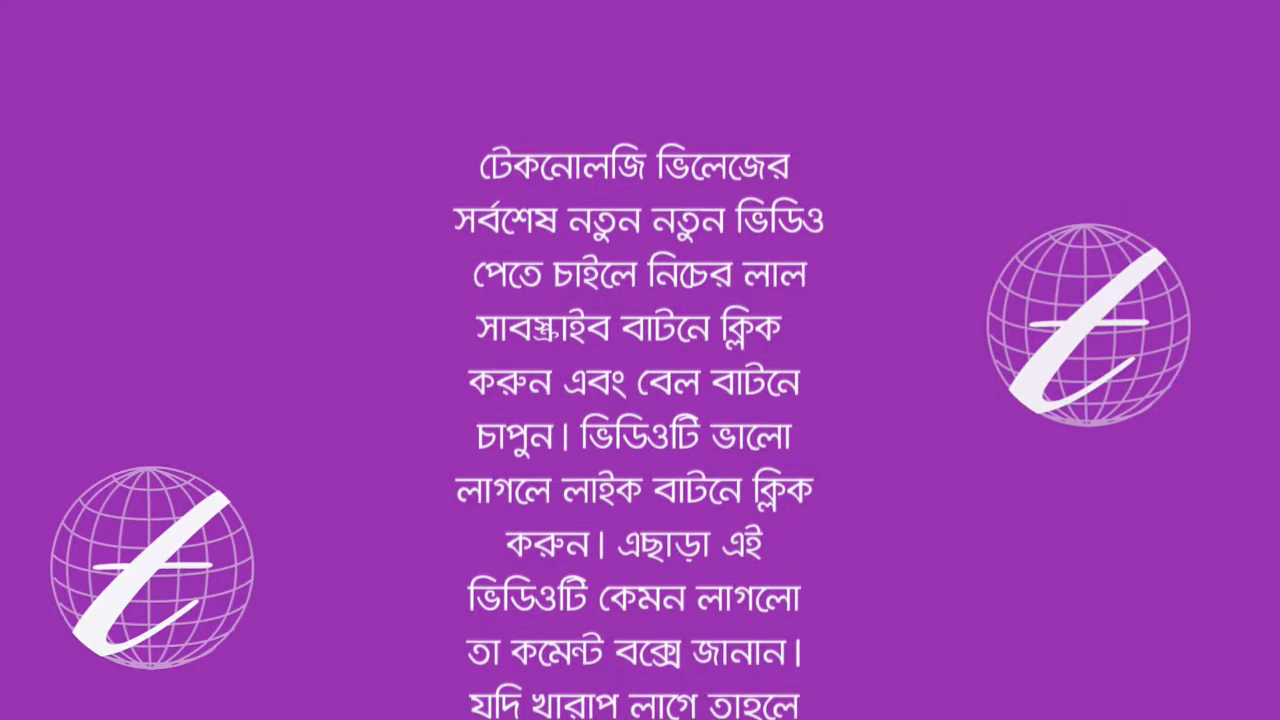 টেকনোলজি ভিলেজের
সর্বশেষ নতুন নতুন ভিডিও
পেতে চাইলে নিচের লাল
সাবস্ক্রাইব বাটনে ক্লিক
করুন এবং বেল বাটনে
চাপুন। ভিডিওটি ভালো
লাগলে লাইক বাটনে ক্লিক
করুন। এছাড়া এই
ভিডিওটি কেমন লাগলো
তা কমেন্ট বক্সে জানান।
যদি খারাপ লাগে তাহলে
t
t